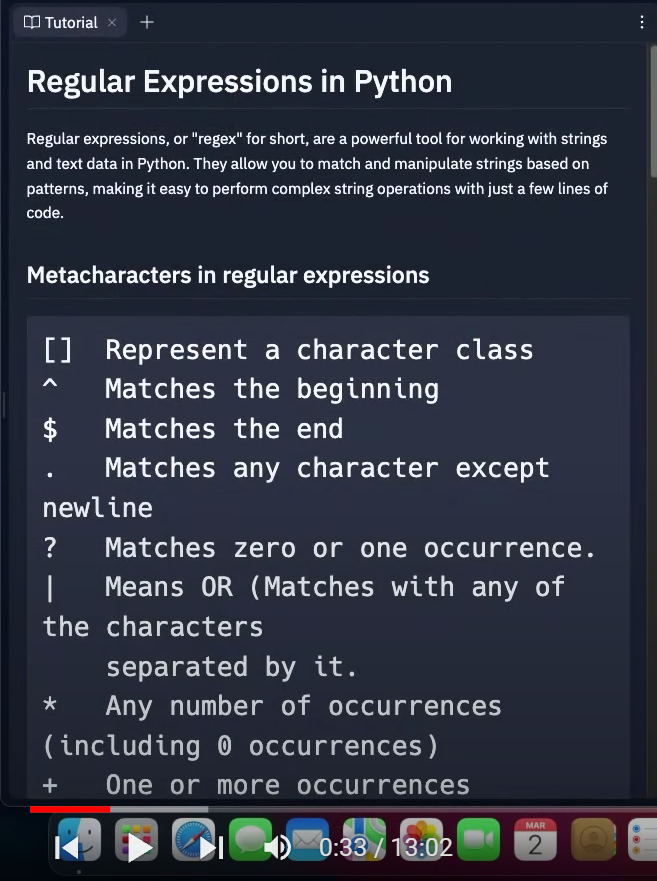 Tutorial
Regular Expressions in Python
Regular expressions, or "regex" for short, are a powerful tool for working with strings
and text data in Python. They allow you to match and manipulate strings based on
patterns, making it easy to perform complex string operations with just a few lines of
code.
Metacharacters in regular expressions
[] Represent a character class
^ Matches the beginning
$ Matches the end
. Matches any character except
newline
? Matches zero or one occurrence.
| Means OR (Matches with any of
the characters
separated by it.
* Any number of occurrences
(including 0 occurrences)
+ One or more occurrences
MAR
2
0:33 / 13:02